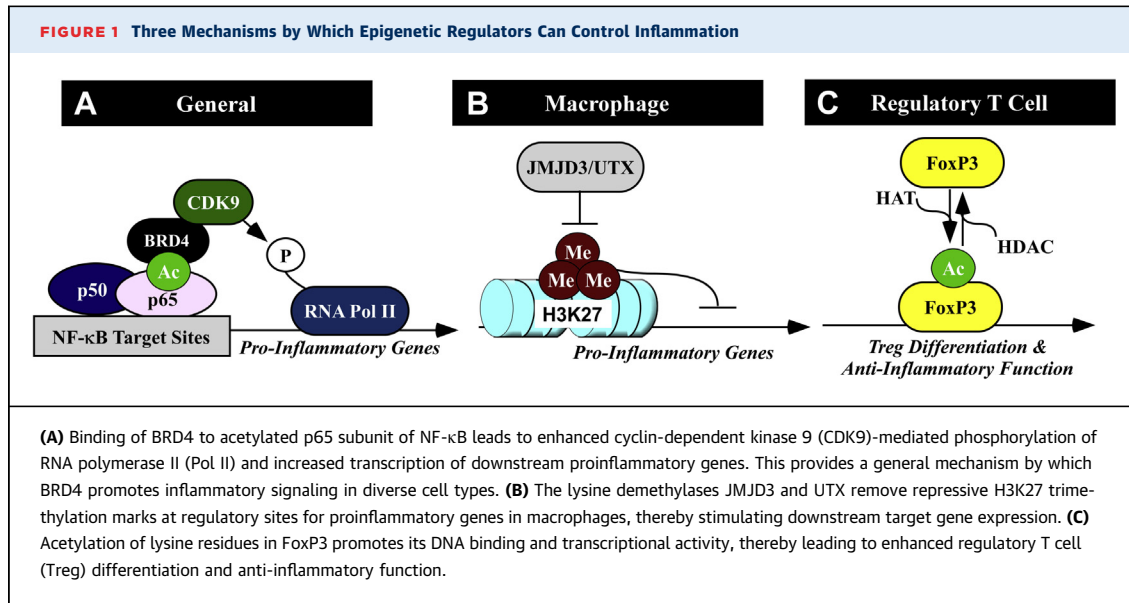 FIGURE 1 Three Mechanisms by Which Epigenetic Regulators Can Control Inflammation
A General
CDK9
BRD4
Ac
p50
p65
P
RNA Pol II
NF-κB Target Sites
Pro-Inflammatory Genes
B Macrophage
JMJD3/UTX
Me
Me Me
H3K27
Pro-Inflammatory Genes
C Regulatory T Cell
FoxP3
HAT
HDAC
Ac
FoxP3
Treg Differentiation &
Anti-Inflammatory Function
(A) Binding of BRD4 to acetylated p65 subunit of NF-κB leads to enhanced cyclin-dependent kinase 9 (CDK9)-mediated phosphorylation of
RNA polymerase II (Pol II) and increased transcription of downstream proinflammatory genes. This provides a general mechanism by which
BRD4 promotes inflammatory signaling in diverse cell types. (B) The lysine demethylases JMJD3 and UTX remove repressive H3K27 trime-
thylation marks at regulatory sites for proinflammatory genes in macrophages, thereby stimulating downstream target gene expression. (C)
Acetylation of lysine residues in FoxP3 promotes its DNA binding and transcriptional activity, thereby leading to enhanced regulatory T cell
(Treg) differentiation and anti-inflammatory function.